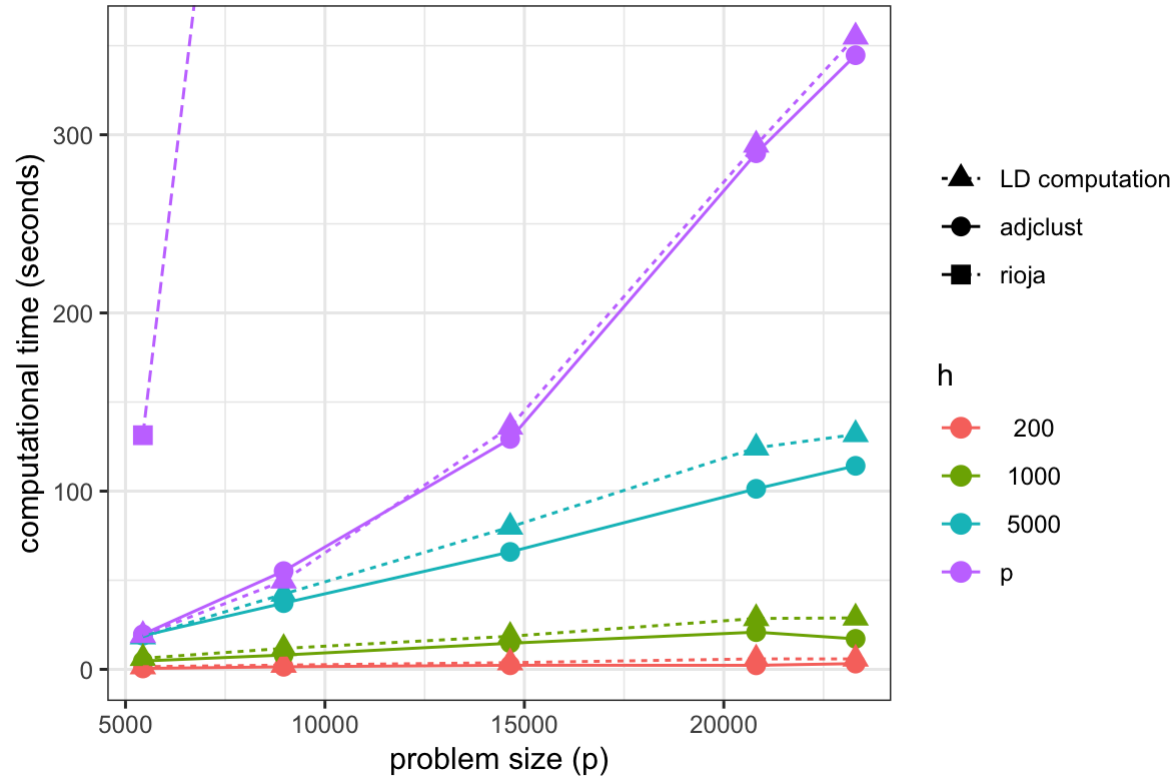 computational time (seconds)
300
200
100
0
5000
10000
15000
20000
problem size (p)
LD computation
adjclust
rioja
h
200
1000
5000
p